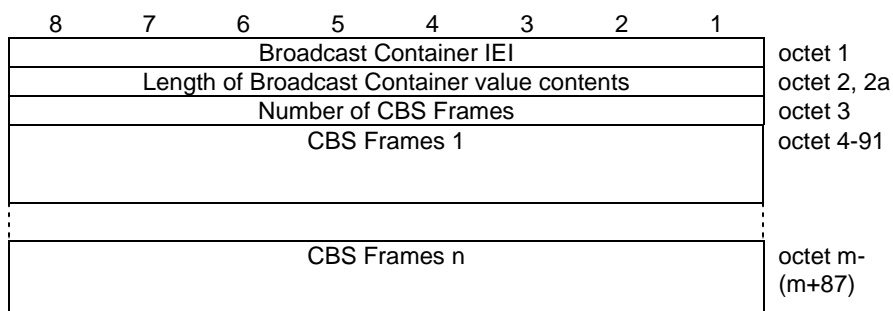 8 7 6 5 4 3 2 1
Broadcast Container IEI octet 1
Length of Broadcast Container value contents octet 2, 2a
Number of CBS Frames octet 3
CBS Frames 1 octet 4-91
CBS Frames n octet m-
(m+87)